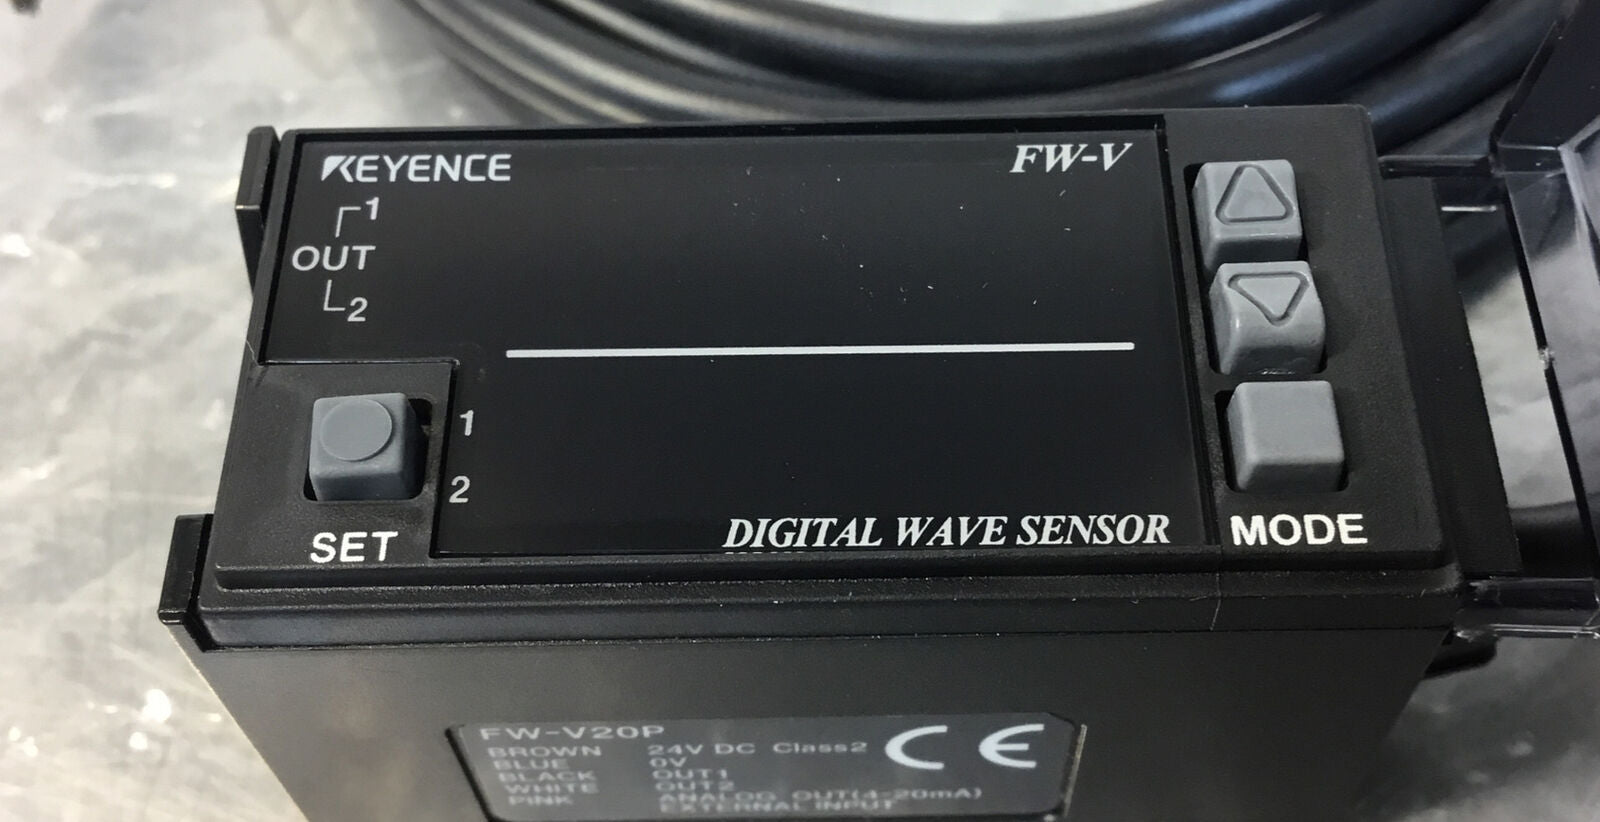 KEYENCE
FW-V
1
OUT
2
1
2
SET
DIGITAL WAVE SENSOR
MODE
FW-V20P
BROWN 24V DC Class2
BLUE 0V
BLACK OUT1
WHITE OUT2
PINK ANALOG OUT(4-20mA)
EXTERNAL INPUT
CE